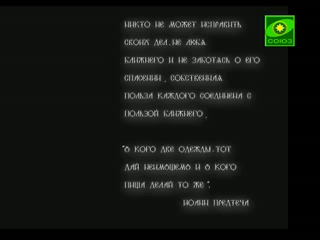 никто не может исправить
своих дел, не любя
ближнего и не заботясь о его
спасении, собственная
польза каждого соединена с
пользой ближнего.
"У кого две одежды, тот
дай неимущему и у кого
пища делай то же".
Иоанн Предтеча
СОЮЗ